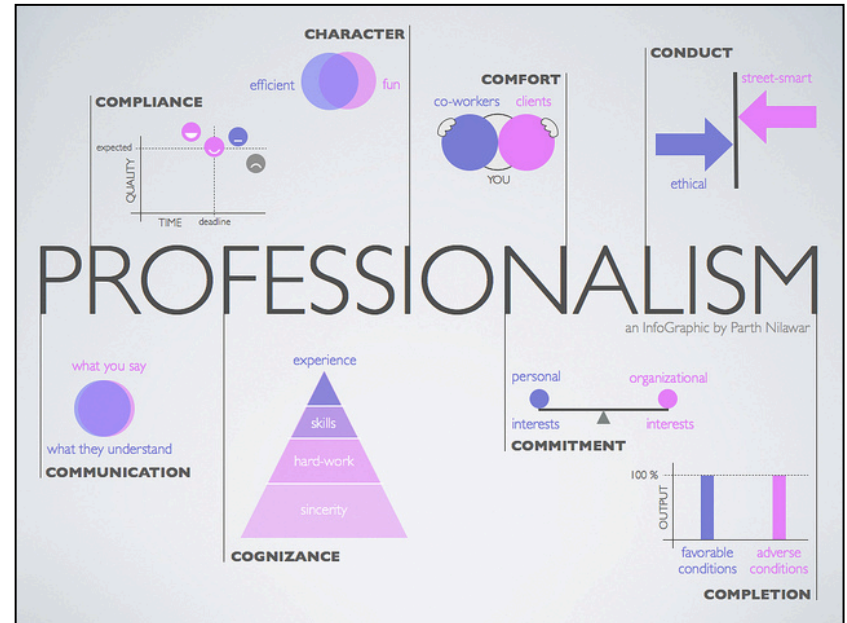 CHARACTER
efficient
fun
COMPLIANCE
expected
QUALITY
TIME
deadline
COMFORT
co-workers
clients
YOU
CONDUCT
street-smart
ethical
PROFESSIONALISM
an InfoGraphic by Parth Nilawar
what you say
what they understand
COMMUNICATION
experience
skills
hard-work
sincerity
COGNIZANCE
personal
interests
organizational
interests
COMMITMENT
100 %
OUTPUT
favorable
conditions
adverse
conditions
COMPLETION